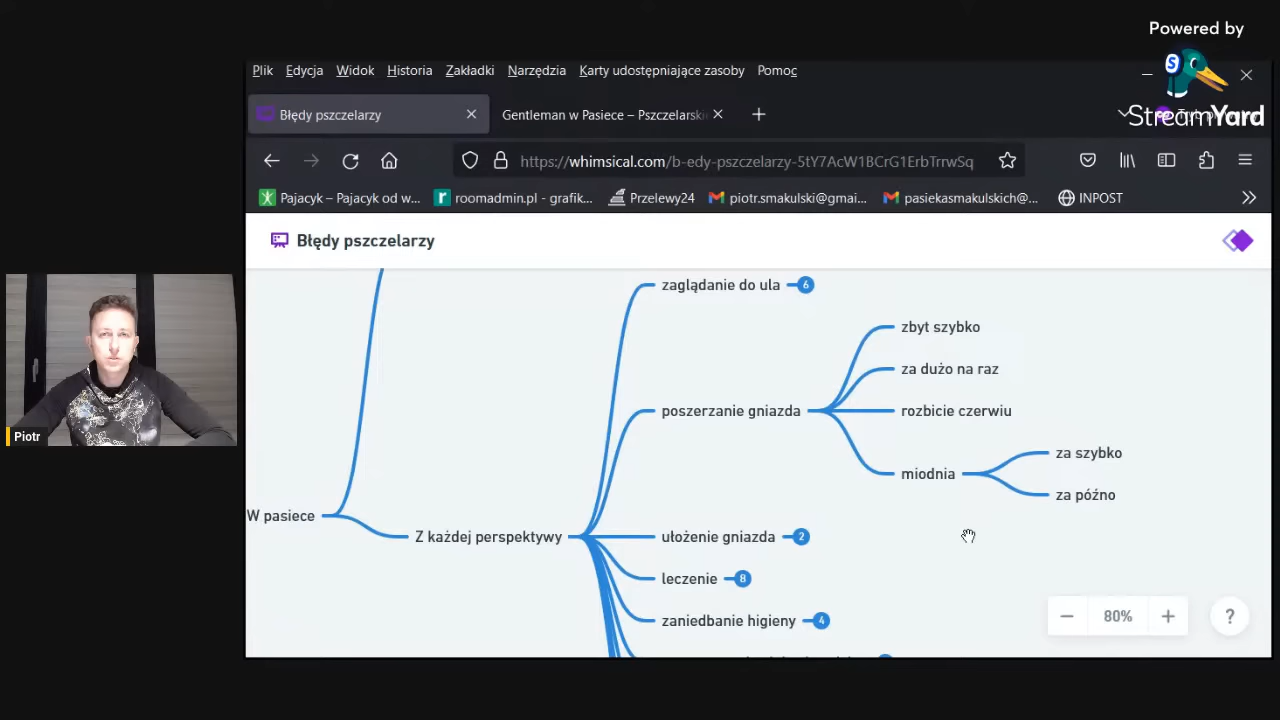 Powered by
StreamYard
Plik Edycja Widok Historia Zakładki Narzędzia Karty udostępniające zasoby Pomoc
Błędy pszczelarzy
Gentleman w Pasiece – Pszczelarski
https://whimsical.com/b-edy-pszczelarzy-5tY7AcW1BCrG1ErbTrrwSq
Pajacyk – Pajacyk od w...
roomadmin.pl - grafik...
Przelewy24
piotr.smakulski@gmai...
pasiekasmakulskich@...
INPOST
Błędy pszczelarzy
zaglądanie do ula 6
zbyt szybko
za dużo na raz
poszerzanie gniazda
rozbicie czerwiu
miodnia
za szybko
za późno
W pasiece
Z każdej perspektywy
ułożenie gniazda 2
leczenie 8
zaniedbanie higieny 4
80%
?
Piotr